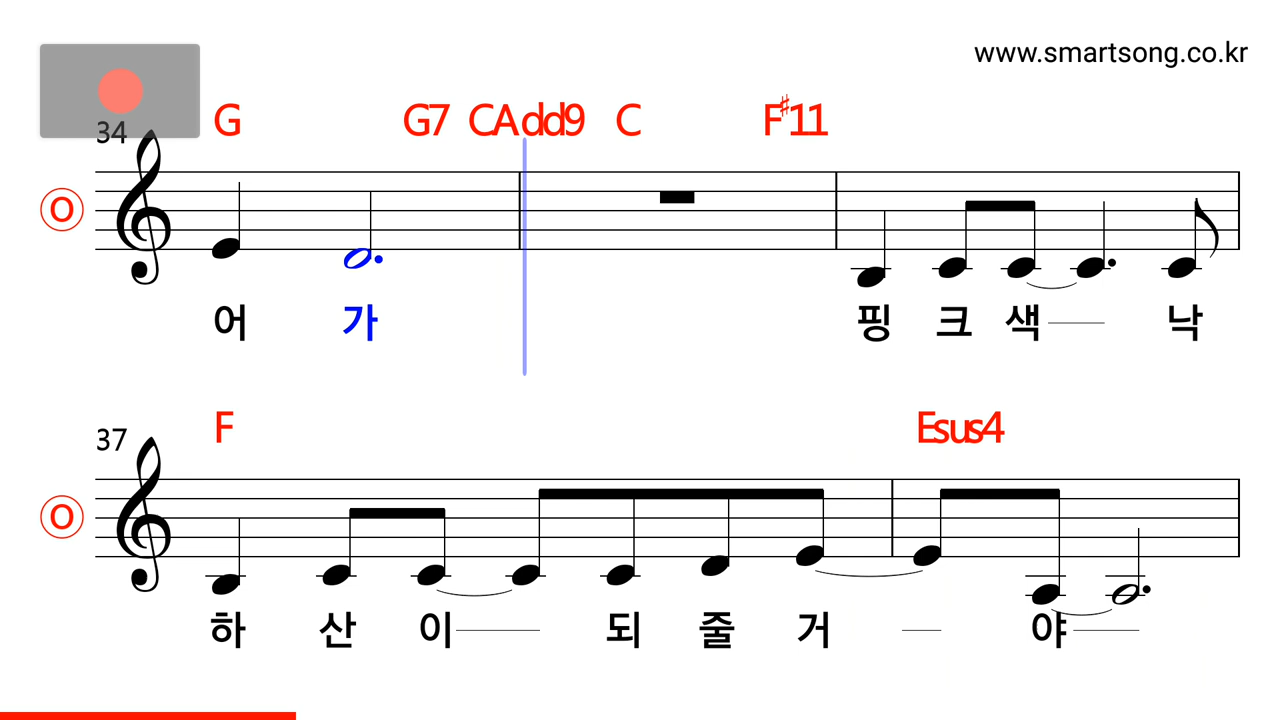 www.smartsong.co.kr
G G7 CAdd9 C F♯11
34
O
어 가 핑 크 색 낙
F Esus4
37
O
하 산 이 되 줄 거 야